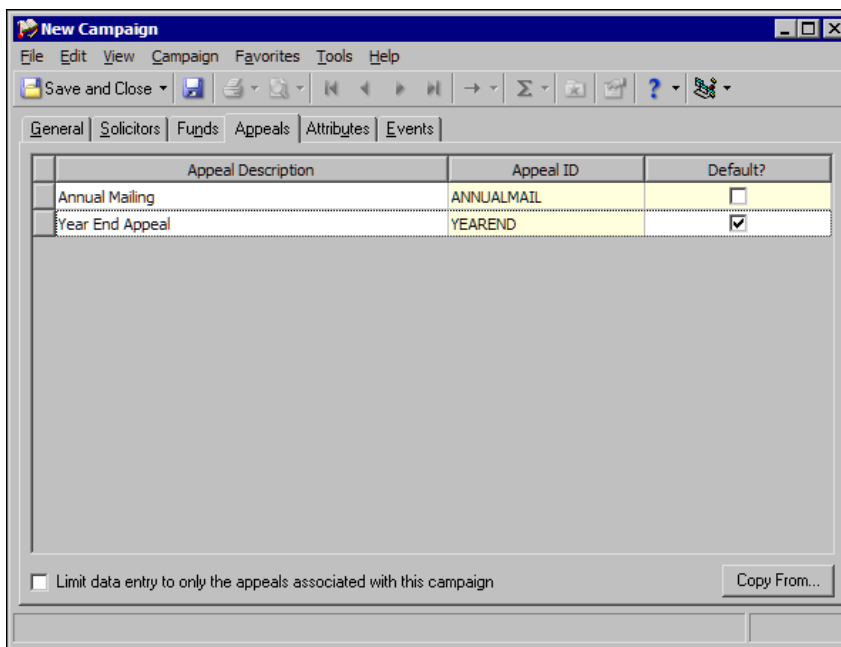 New Campaign
File Edit View Campaign Favorites Tools Help
Save and Close
General Solicitors Funds Appeals Attributes Events
Appeal Description Appeal ID Default?
Annual Mailing ANNUALMAIL
Year End Appeal YEAREND
Limit data entry to only the appeals associated with this campaign Copy From...